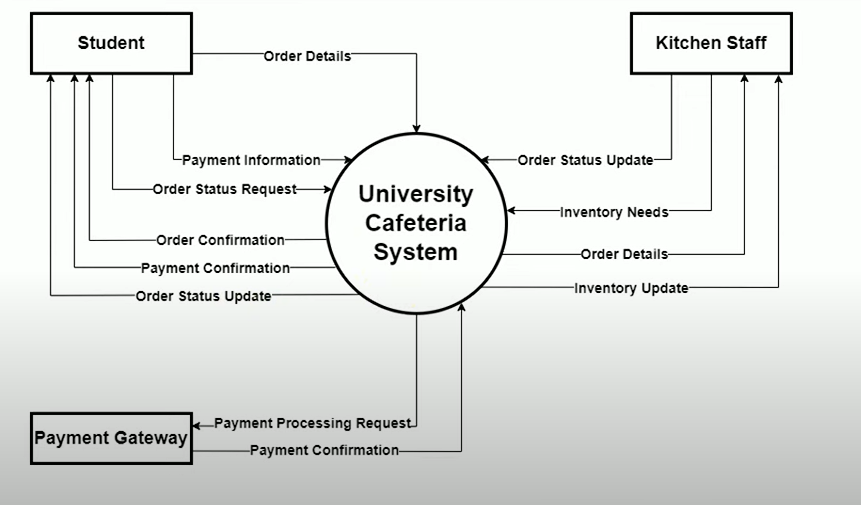 Student
Kitchen Staff
Order Details
Payment Information
Order Status Update
Order Status Request
University
Cafeteria
System
Inventory Needs
Order Confirmation
Order Details
Payment Confirmation
Inventory Update
Order Status Update
Payment Processing Request
Payment Gateway
Payment Confirmation